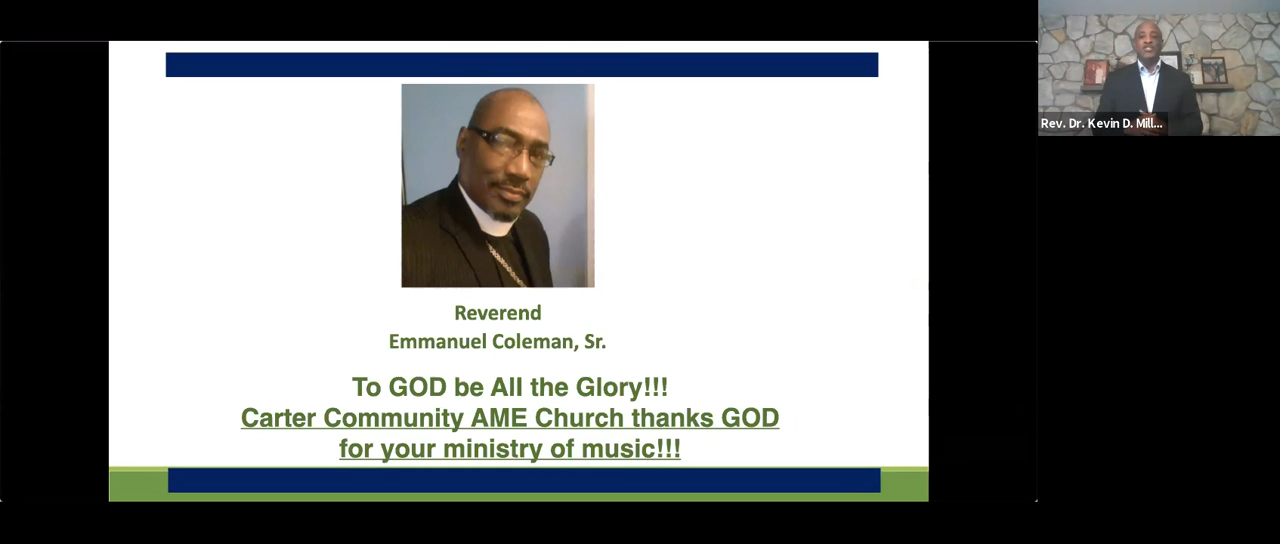 Reverend
Emmanuel Coleman, Sr.
To GOD be All the Glory!!!
Carter Community AME Church thanks GOD
for your ministry of music!!!
Rev. Dr. Kevin D. Mill...